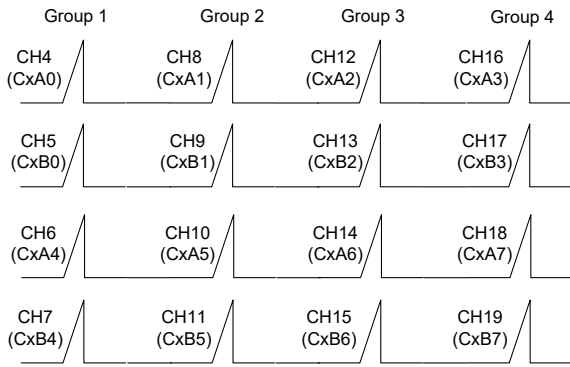 Group 1 Group 2 Group 3 Group 4
CH4 CH8 CH12 CH16
(CxA0) (CxA1) (CxA2) (CxA3)
CH5 CH9 CH13 CH17
(CxB0) (CxB1) (CxB2) (CxB3)
CH6 CH10 CH14 CH18
(CxA4) (CxA5) (CxA6) (CxA7)
CH7 CH11 CH15 CH19
(CxB4) (CxB5) (CxB6) (CxB7)